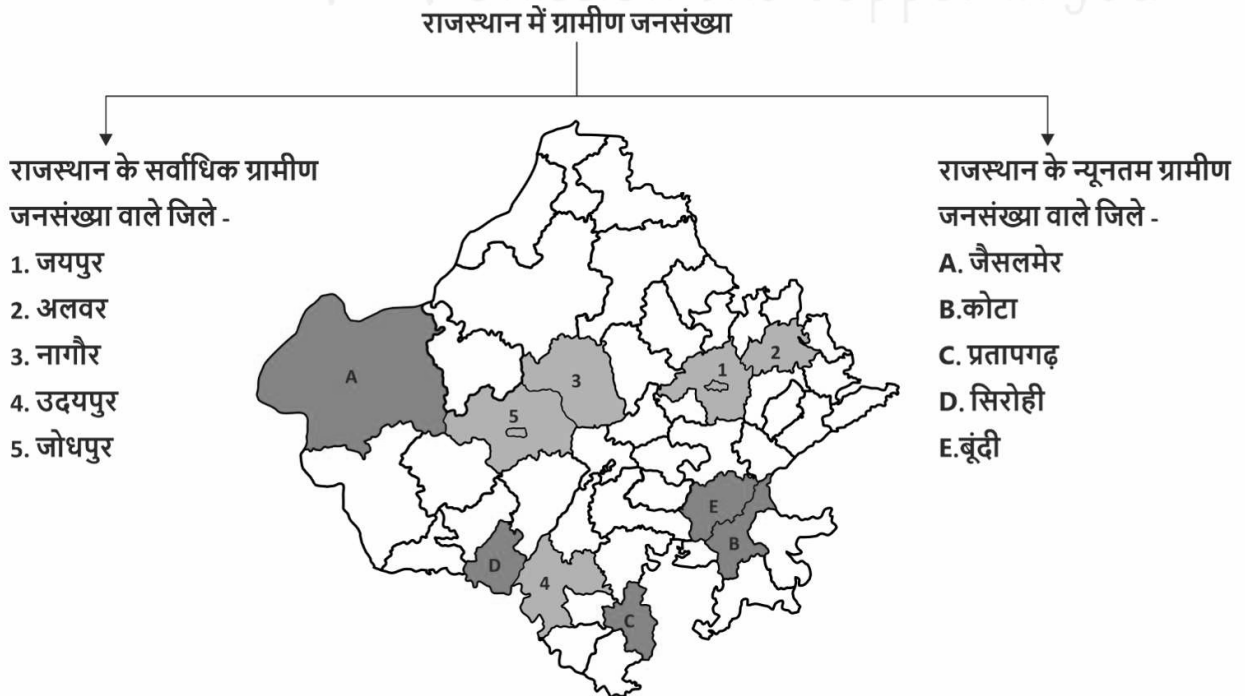 राजस्थान में ग्रामीण जनसंख्या
राजस्थान के सर्वाधिक ग्रामीण
जनसंख्या वाले जिले -
1. जयपुर
2. अलवर
3. नागौर
4. उदयपुर
5. जोधपुर
A
3
5
1
2
E
B
D
4
C
राजस्थान के न्यूनतम ग्रामीण
जनसंख्या वाले जिले -
A. जैसलमेर
B.कोटा
C. प्रतापगढ़
D. सिरोही
E.बूंदी